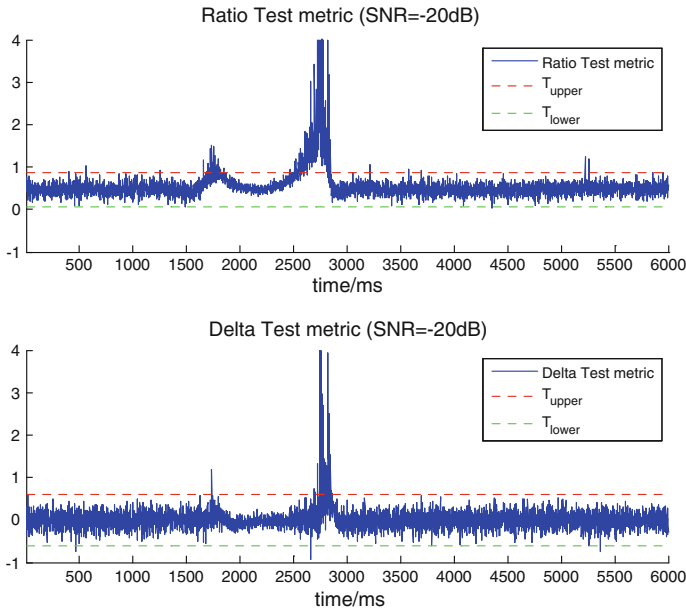 Ratio Test metric (SNR=-20dB)
4
3
2
1
0
-1
Ratio Test metric
T_upper
T_lower
500 1000 1500 2000 2500 3000 3500 4000 4500 5000 5500 6000
time/ms
Delta Test metric (SNR=-20dB)
4
3
2
1
0
-1
Delta Test metric
T_upper
T_lower
500 1000 1500 2000 2500 3000 3500 4000 4500 5000 5500 6000
time/ms